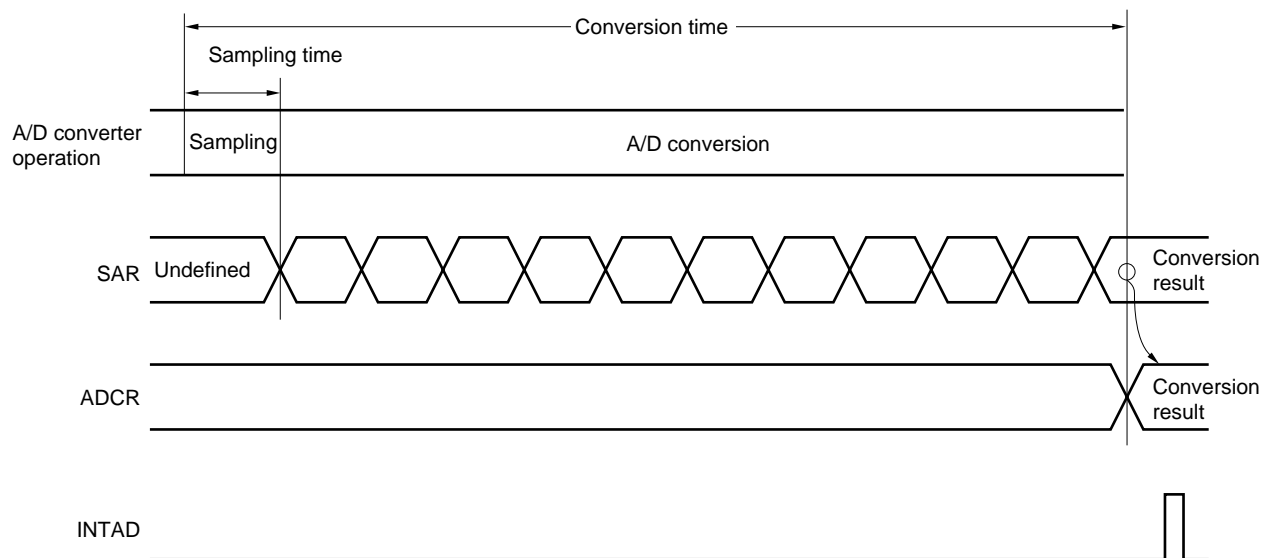 Conversion time
Sampling time
A/D converter
operation
Sampling
A/D conversion
SAR
Undefined
Conversion
result
ADCR
Conversion
result
INTAD